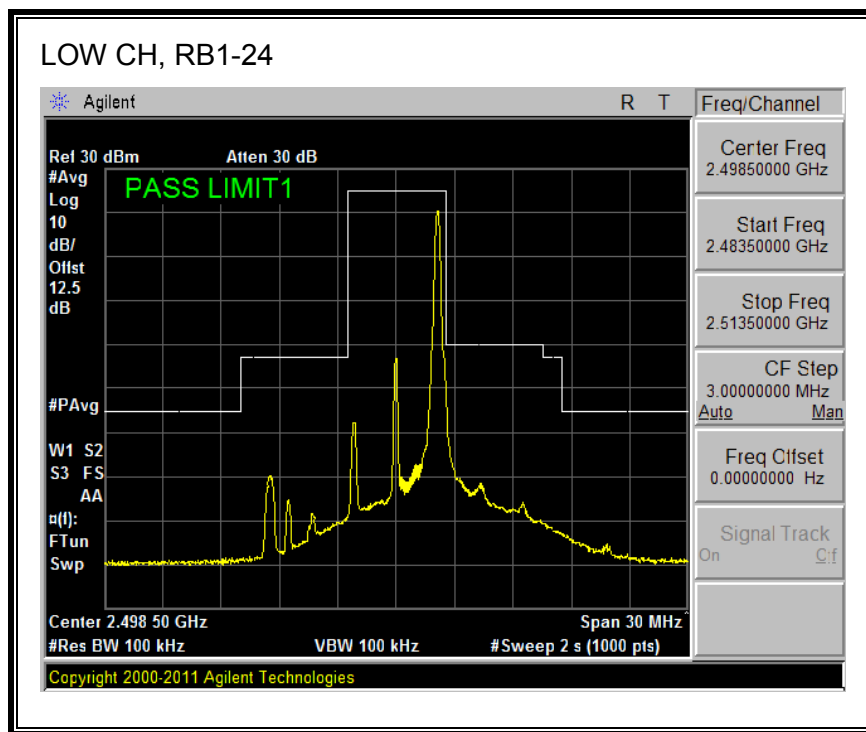 LOW CH, RB1-24
Agilent R T Freq/Channel
Ref 30 dBm Atten 30 dB
#Avg
Log
10
dB/
Offst
12.5
dB
PASS LIMIT1
#PAvg
W1 S2
S3 FS
AA
¤(f):
FTun
Swp
Center 2.498 50 GHz Span 30 MHz^
#Res BW 100 kHz VBW 100 kHz #Sweep 2 s (1000 pts)
Copyright 2000-2011 Agilent Technologies
Center Freq
2.49850000 GHz
Start Freq
2.48350000 GHz
Stop Freq
2.51350000 GHz
CF Step
3.00000000 MHz
Auto Man
Freq Offset
0.00000000 Hz
Signal Track
On Off